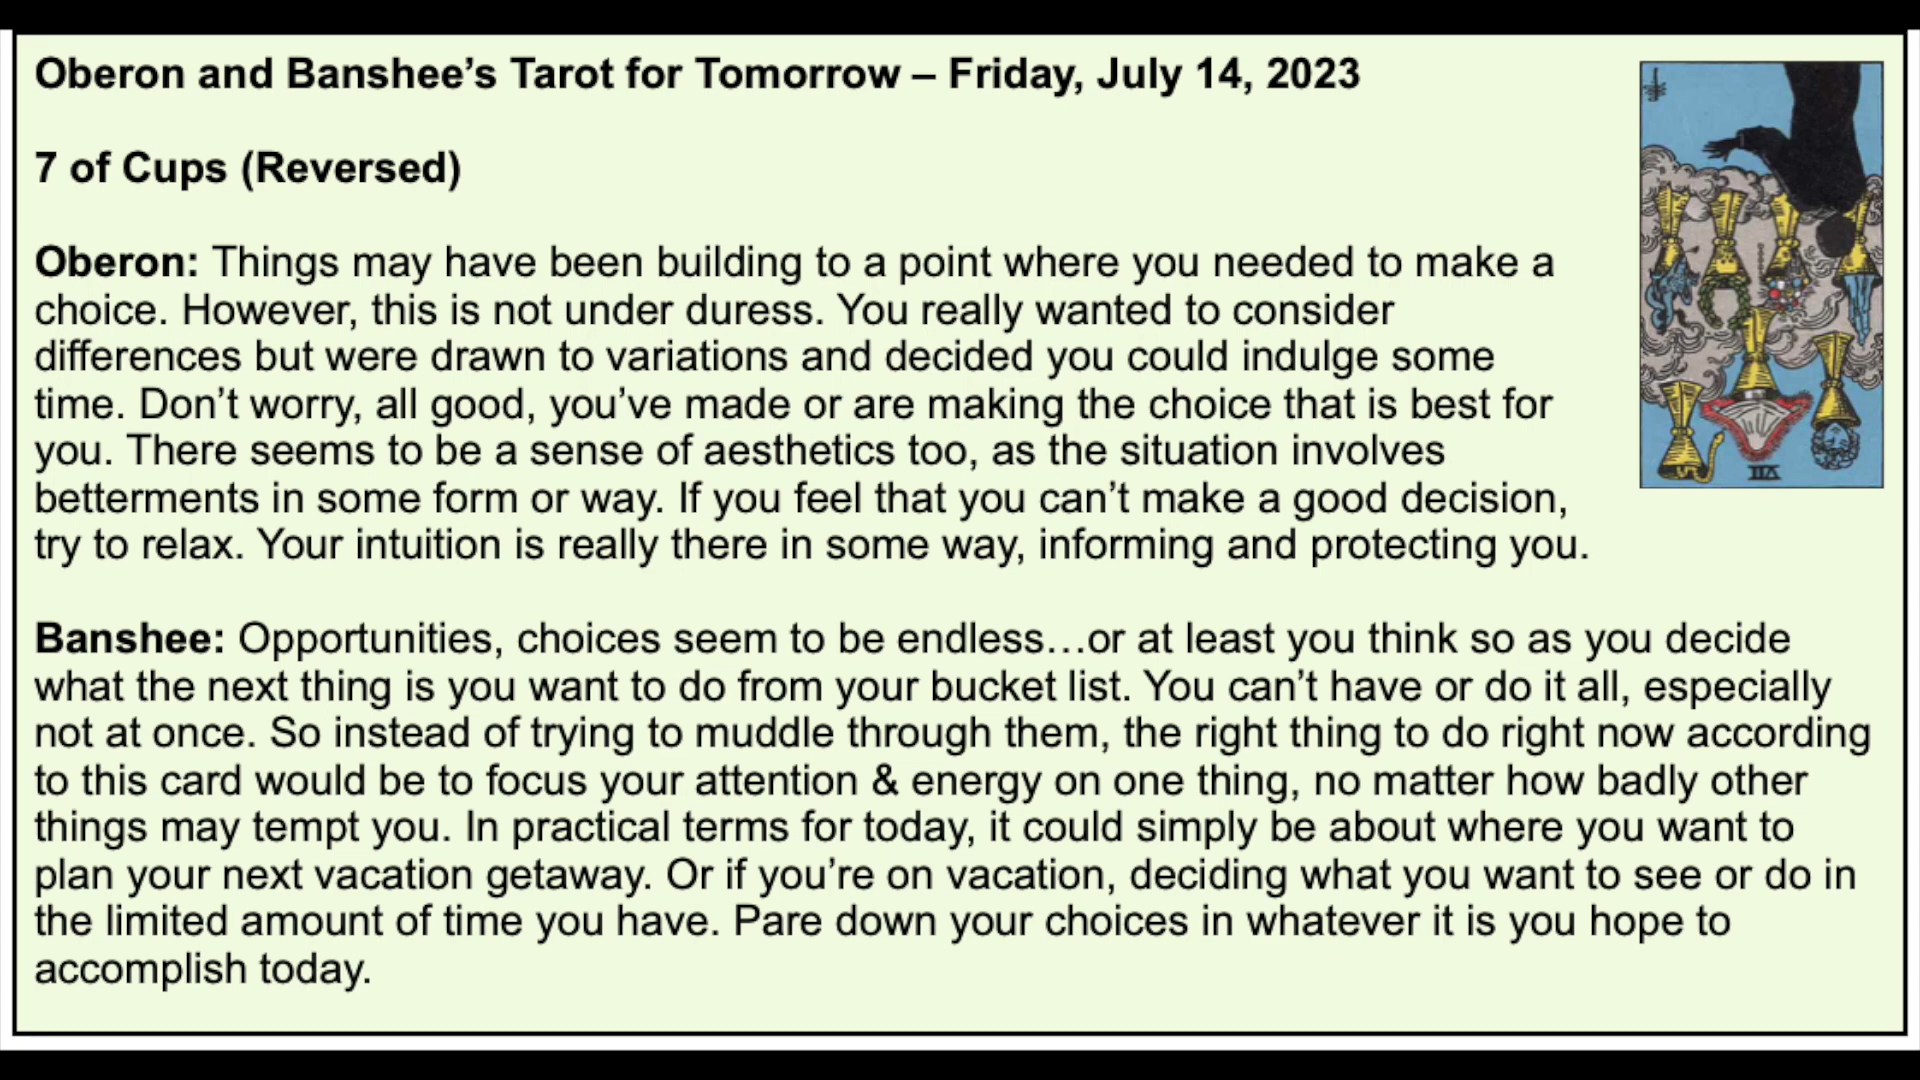 Oberon and Banshee’s Tarot for Tomorrow – Friday, July 14, 2023
7 of Cups (Reversed)
Oberon: Things may have been building to a point where you needed to make a
choice. However, this is not under duress. You really wanted to consider
differences but were drawn to variations and decided you could indulge some
time. Don’t worry, all good, you’ve made or are making the choice that is best for
you. There seems to be a sense of aesthetics too, as the situation involves
betterments in some form or way. If you feel that you can’t make a good decision,
try to relax. Your intuition is really there in some way, informing and protecting you.
Banshee: Opportunities, choices seem to be endless…or at least you think so as you decide
what the next thing is you want to do from your bucket list. You can’t have or do it all, especially
not at once. So instead of trying to muddle through them, the right thing to do right now according
to this card would be to focus your attention & energy on one thing, no matter how badly other
things may tempt you. In practical terms for today, it could simply be about where you want to
plan your next vacation getaway. Or if you’re on vacation, deciding what you want to see or do in
the limited amount of time you have. Pare down your choices in whatever it is you hope to
accomplish today.
VII